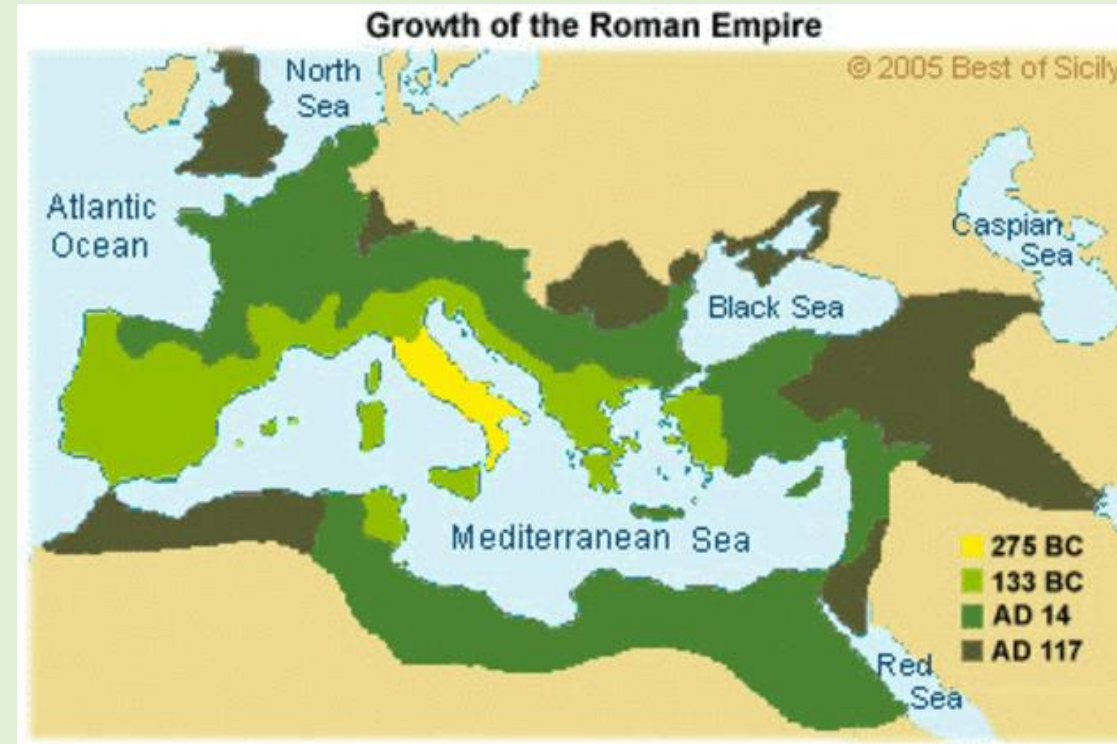 Growth of the Roman Empire
© 2005 Best of Sicily
North
Sea
Atlantic
Ocean
Caspian
Sea
Black Sea
Mediterranean Sea
275 BC
133 BC
AD 14
AD 117
Red
Sea